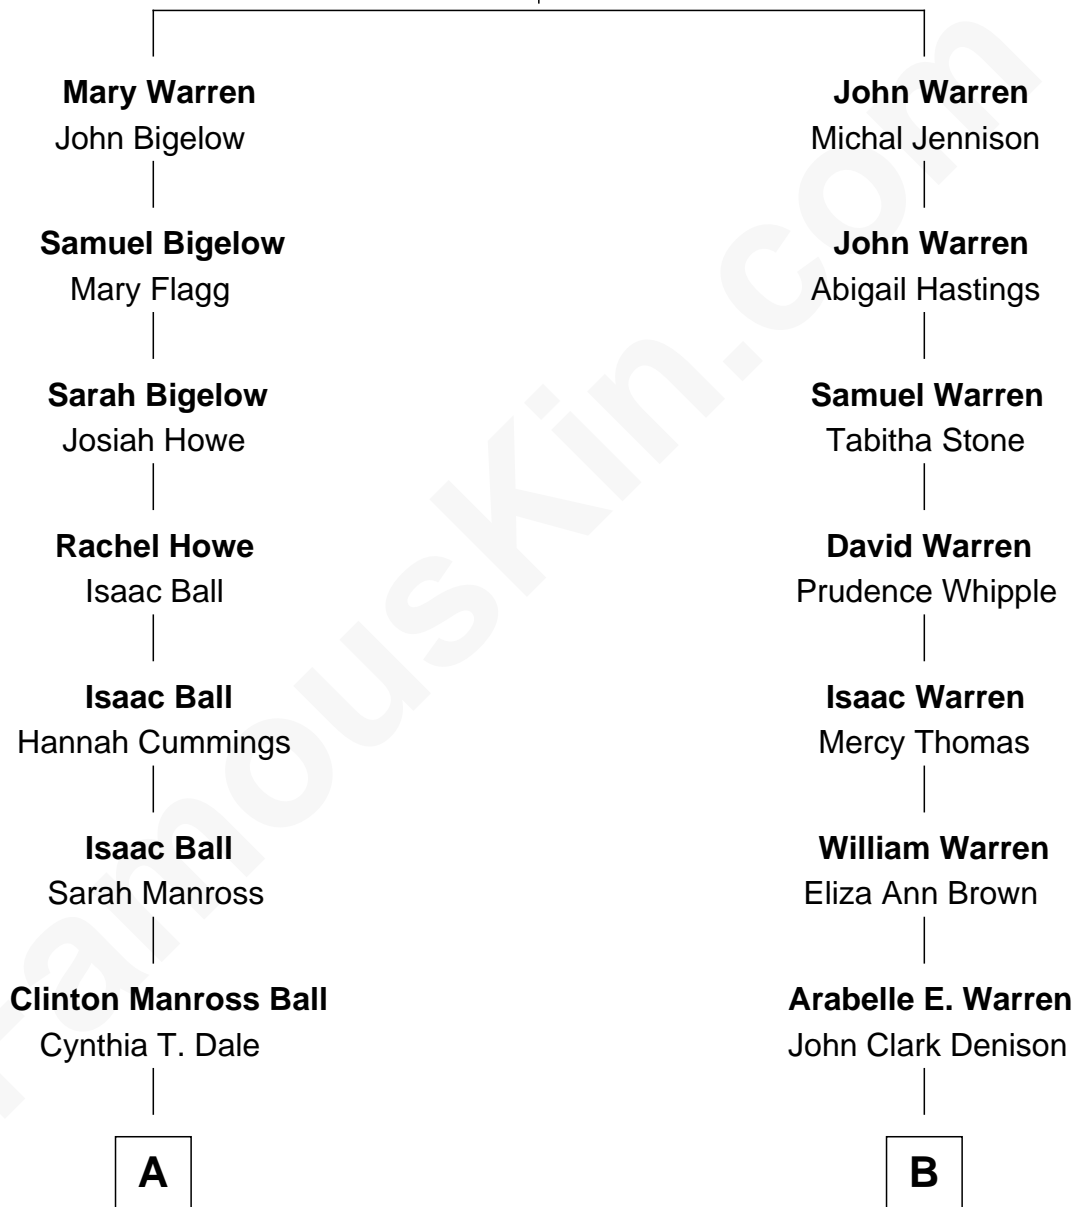 Mary Warren
John Bigelow
Samuel Bigelow
Mary Flagg
Sarah Bigelow
Josiah Howe
Rachel Howe
Isaac Ball
Isaac Ball
Hannah Cummings
Isaac Ball
Sarah Manross
Clinton Manross Ball
Cynthia T. Dale
A
John Warren
Michal Jennison
John Warren
Abigail Hastings
Samuel Warren
Tabitha Stone
David Warren
Prudence Whipple
Isaac Warren
Mercy Thomas
William Warren
Eliza Ann Brown
Arabelle E. Warren
John Clark Denison
B
FamousKin.com